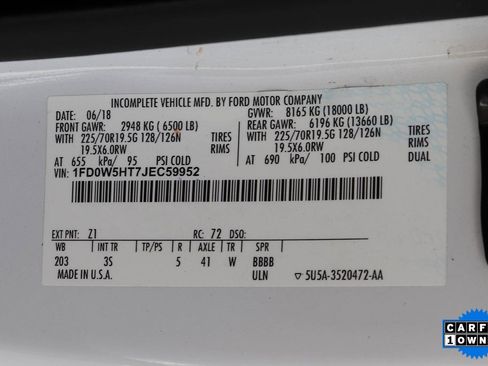 INCOMPLETE VEHICLE MFD. BY FORD MOTOR COMPANY
DATE: 06/18 GVWR: 8165 KG (18000 LB)
FRONT GAWR: 2948 KG (6500 LB) REAR GAWR: 6196 KG (13660 LB)
WITH 225/70R19.5G 128/126N TIRES WITH 225/70R19.5G 128/126N TIRES
19.5X6.0RW RIMS 19.5X6.0RW RIMS
AT 655 kPa/ 95 PSI COLD AT 690 kPa/ 100 PSI COLD DUAL
VIN: 1FD0W5HT7JEC59952
EXT PNT: Z1 RC: 72 DSO:
WB INT TR TP/PS R AXLE TR SPR
203 3S 5 41 W BBBB
MADE IN U.S.A. ULN ▽ 5U5A-3520472-AA
CARF
1 OWN